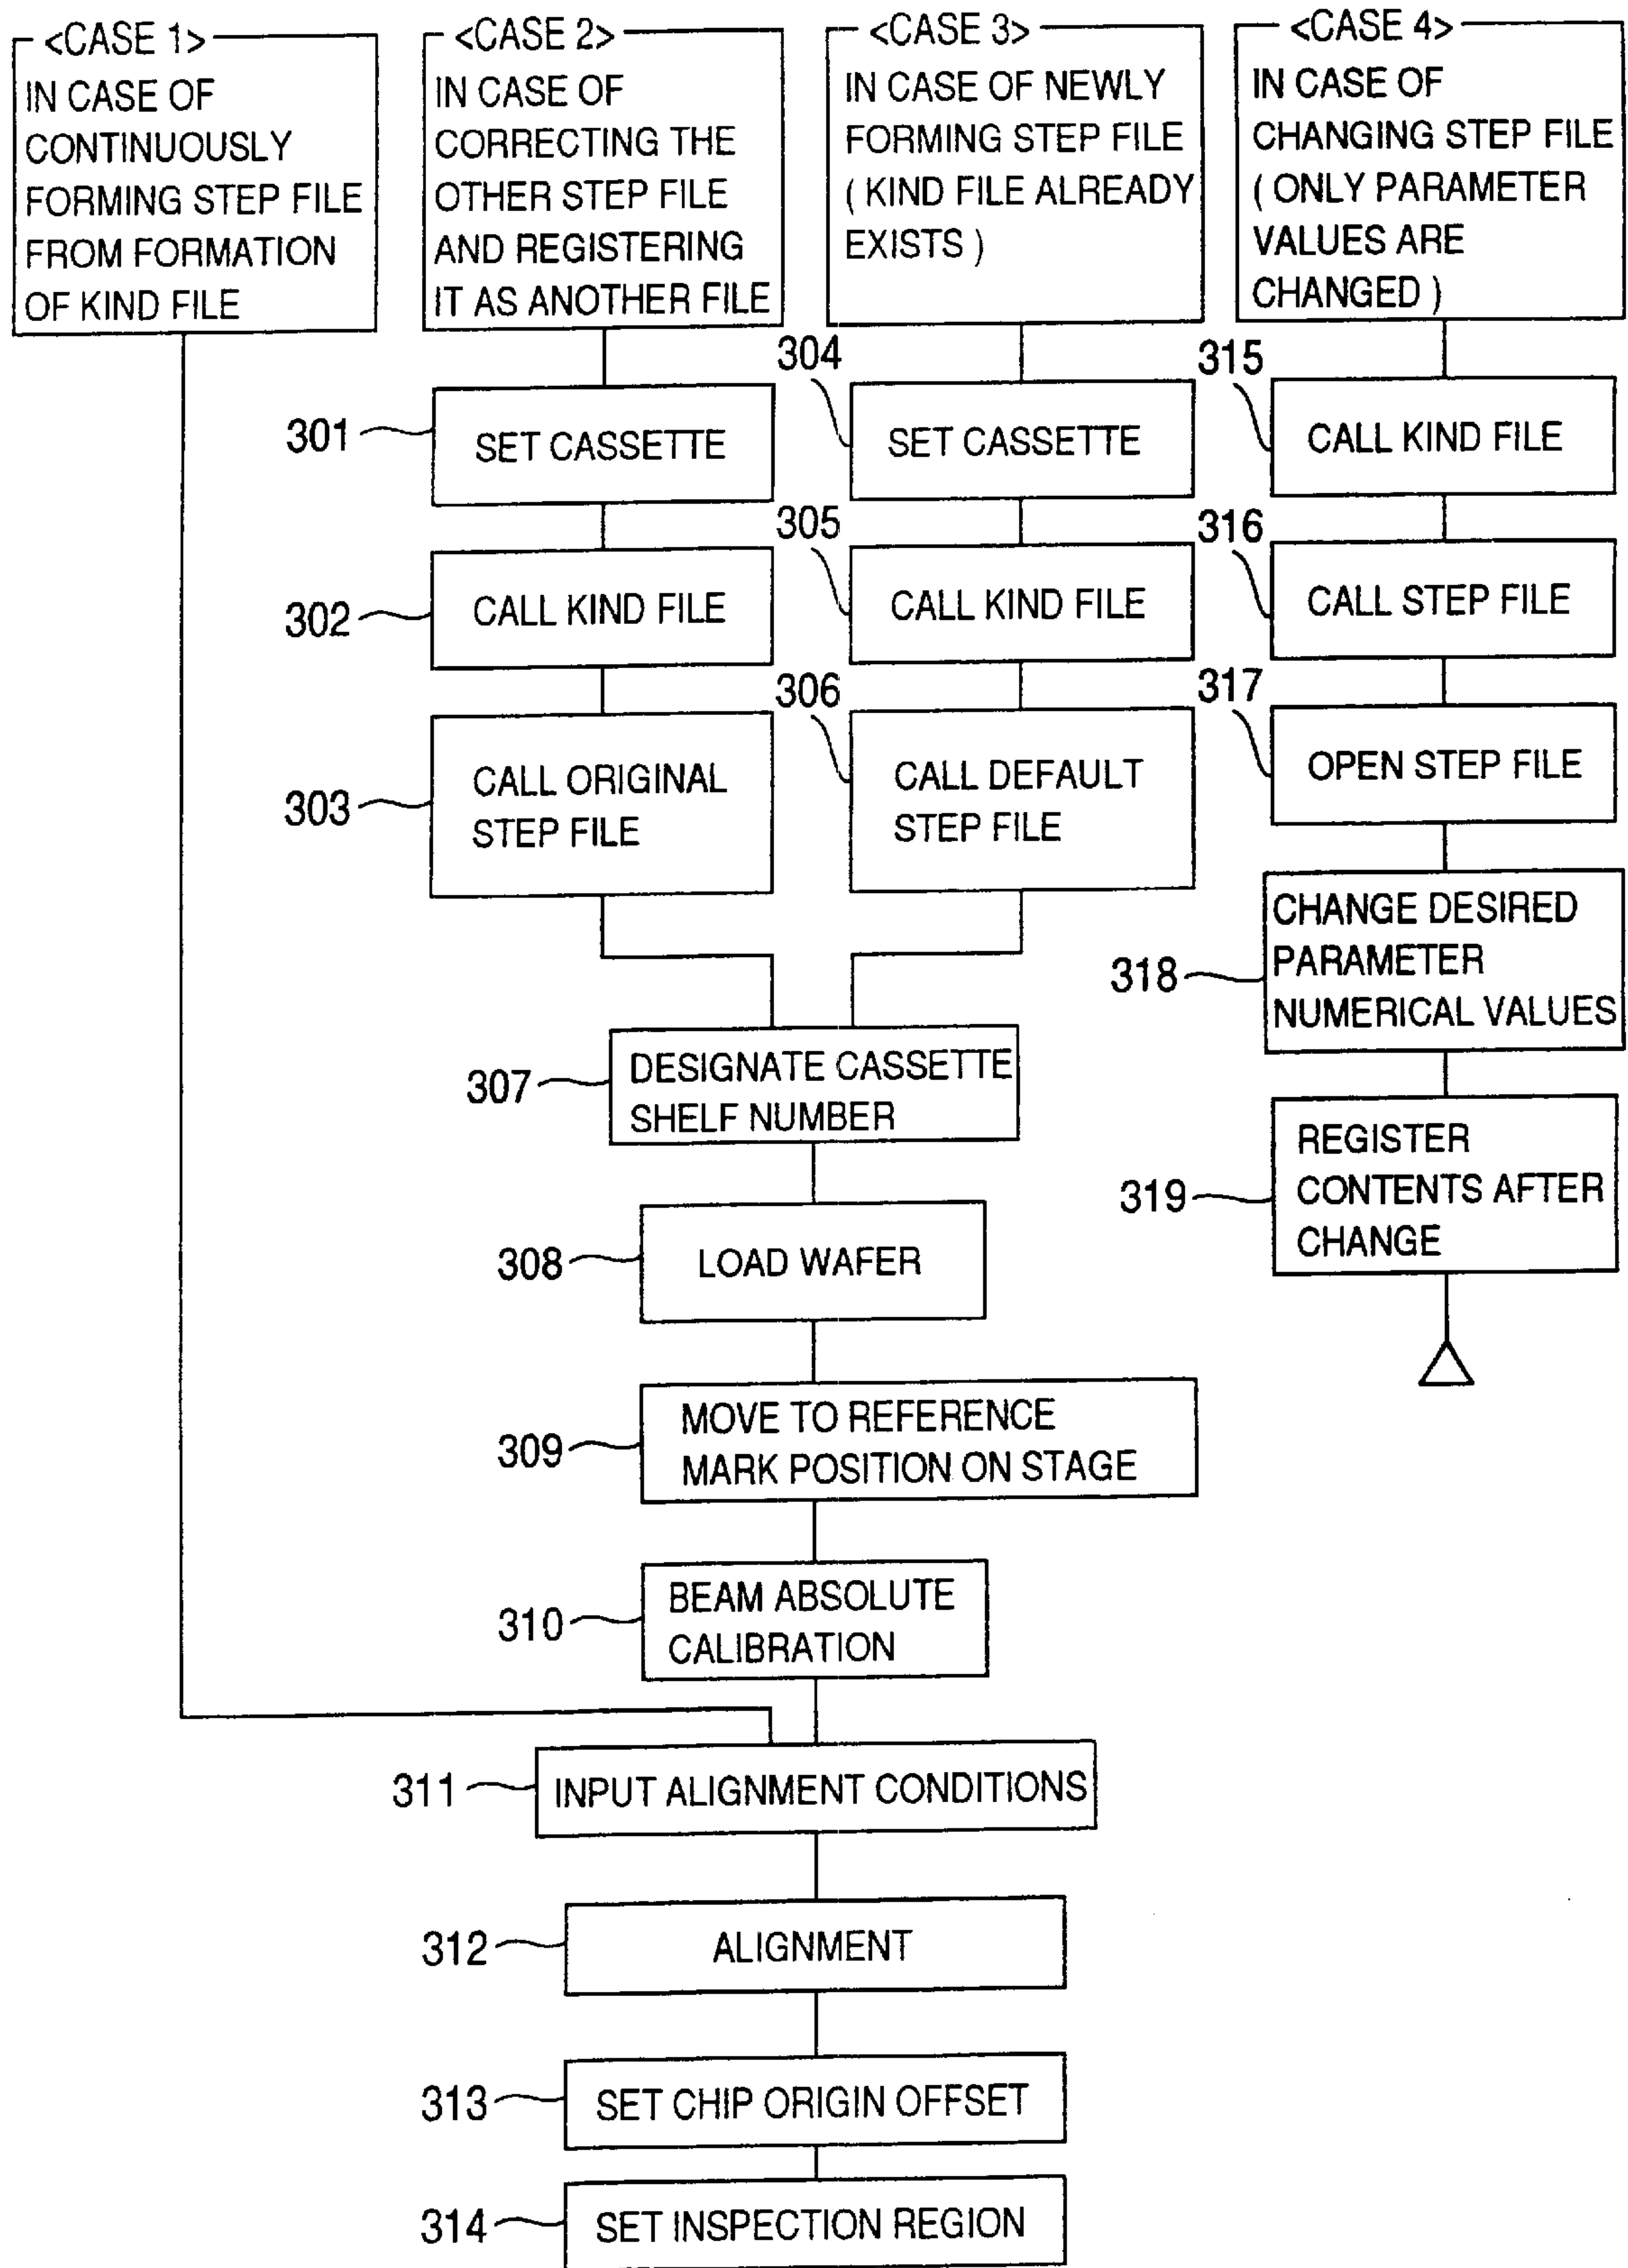 <CASE 1>
IN CASE OF
CONTINUOUSLY
FORMING STEP FILE
FROM FORMATION
OF KIND FILE
<CASE 2>
IN CASE OF
CORRECTING THE
OTHER STEP FILE
AND REGISTERING
IT AS ANOTHER FILE
<CASE 3>
IN CASE OF NEWLY
FORMING STEP FILE
( KIND FILE ALREADY
EXISTS )
<CASE 4>
IN CASE OF
CHANGING STEP FILE
( ONLY PARAMETER
VALUES ARE
CHANGED )
301
SET CASSETTE
302
CALL KIND FILE
303
CALL ORIGINAL
STEP FILE
304
SET CASSETTE
305
CALL KIND FILE
306
CALL DEFAULT
STEP FILE
315
CALL KIND FILE
316
CALL STEP FILE
317
OPEN STEP FILE
318
CHANGE DESIRED
PARAMETER
NUMERICAL VALUES
319
REGISTER
CONTENTS AFTER
CHANGE
307
DESIGNATE CASSETTE
SHELF NUMBER
308
LOAD WAFER
309
MOVE TO REFERENCE
MARK POSITION ON STAGE
310
BEAM ABSOLUTE
CALIBRATION
311
INPUT ALIGNMENT CONDITIONS
312
ALIGNMENT
313
SET CHIP ORIGIN OFFSET
314
SET INSPECTION REGION